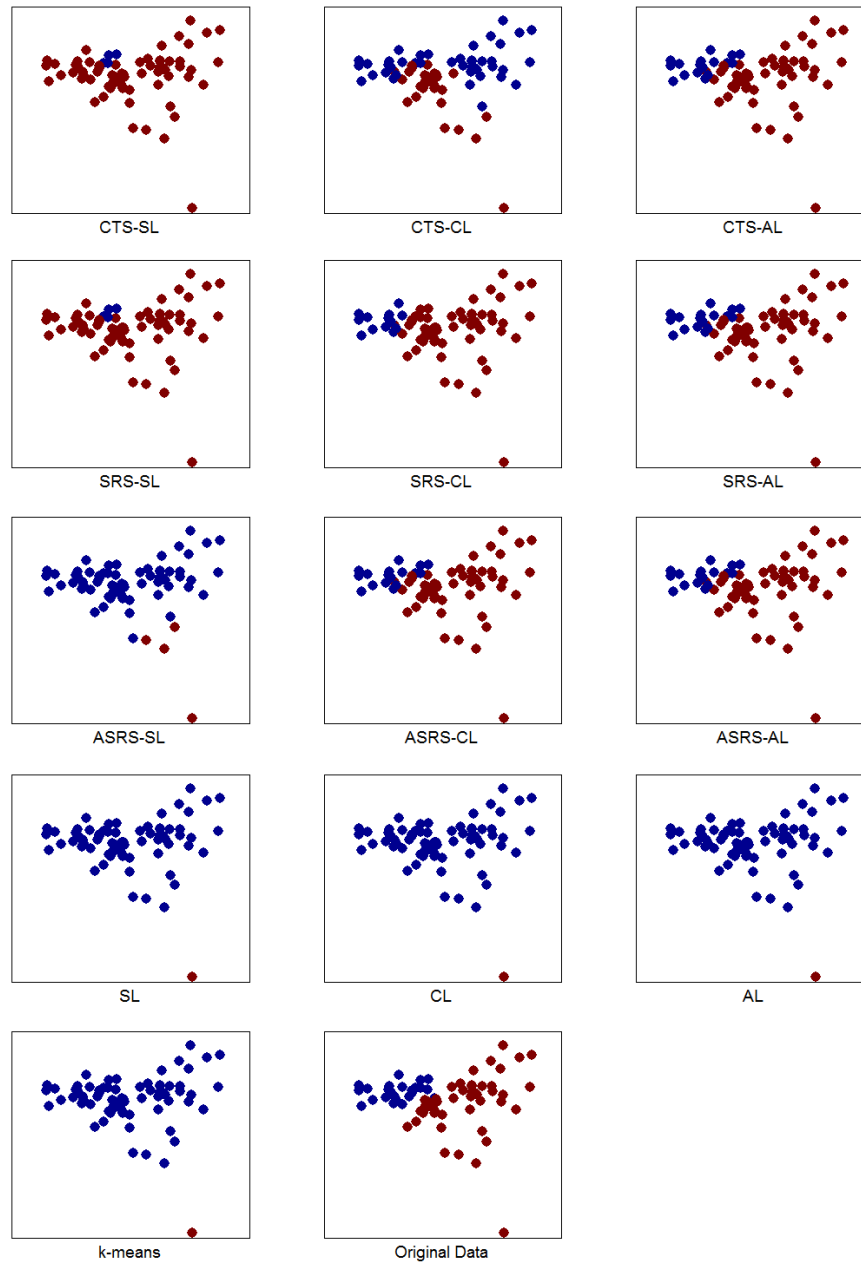 CTS-SL
CTS-CL
CTS-AL
SRS-SL
SRS-CL
SRS-AL
ASRS-SL
ASRS-CL
ASRS-AL
SL
CL
AL
k-means
Original Data